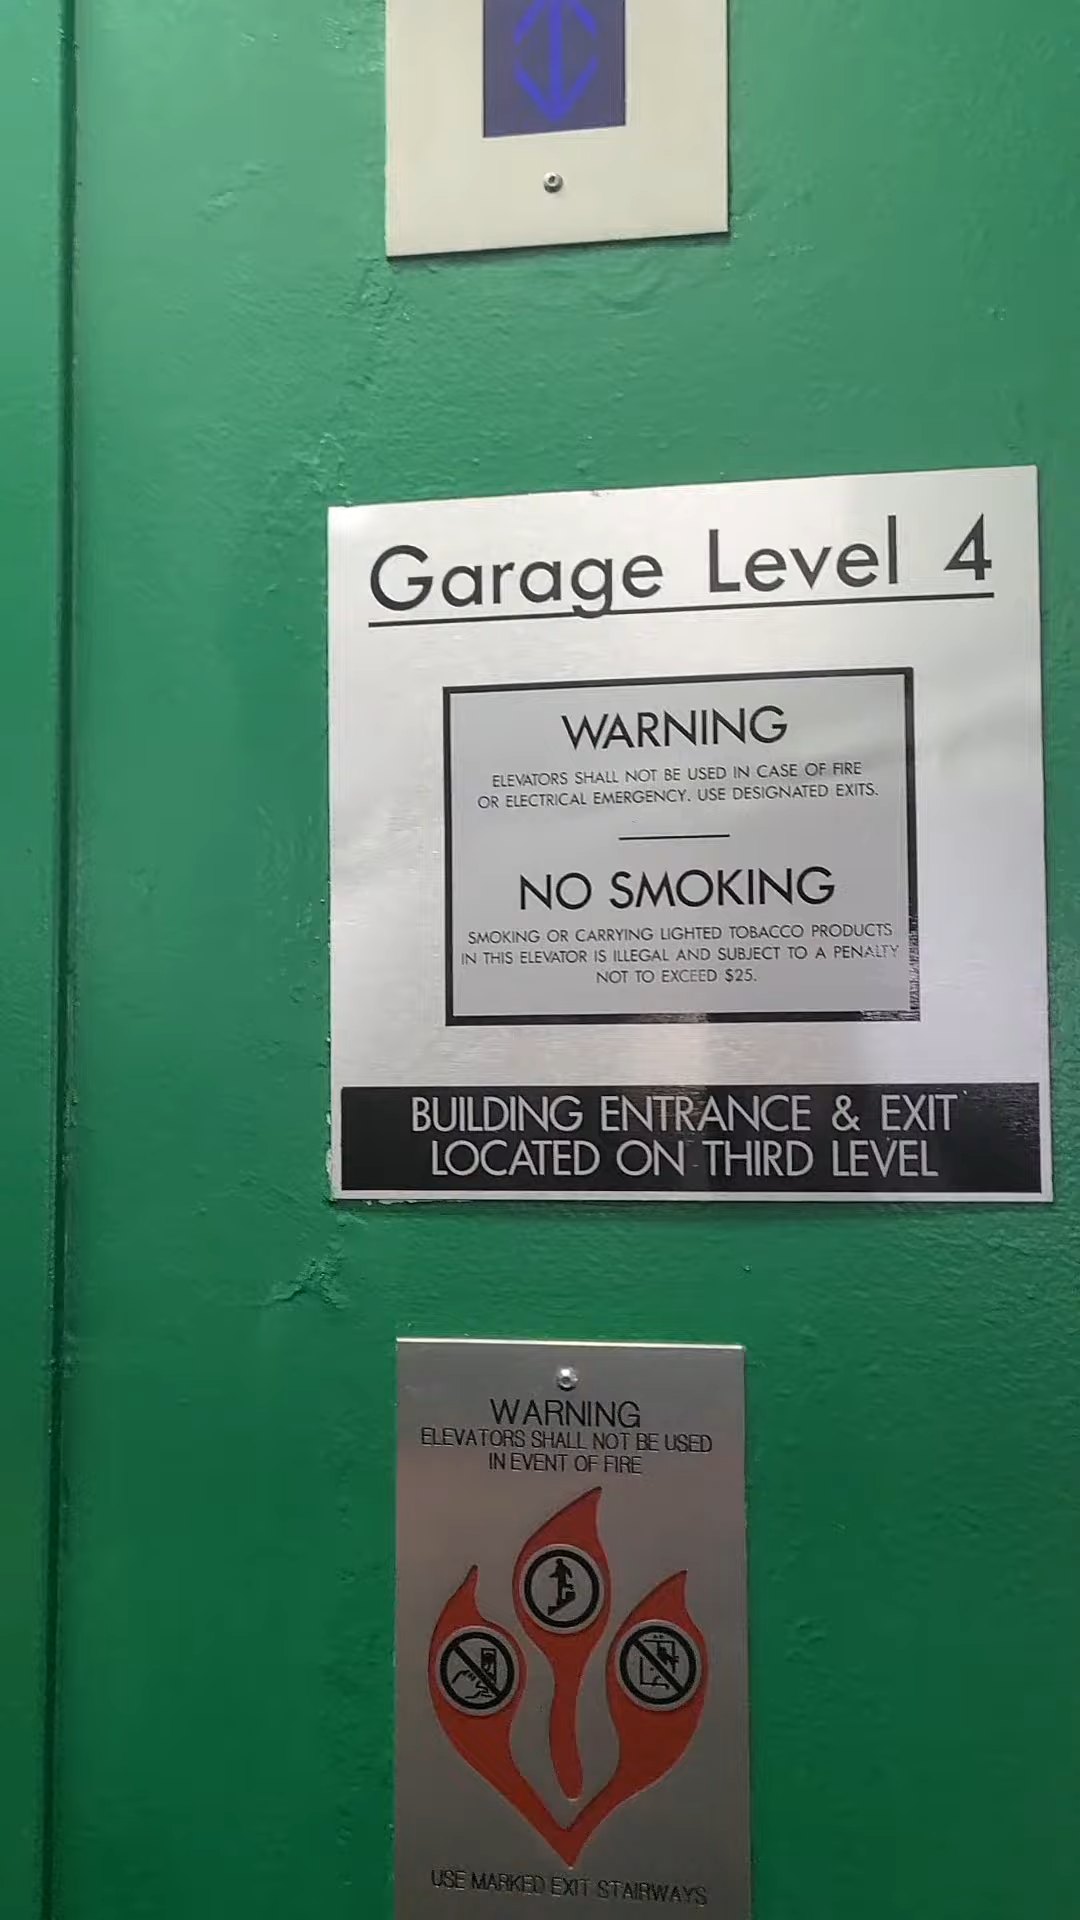 Garage Level 4
WARNING
ELEVATORS SHALL NOT BE USED IN CASE OF FIRE
OR ELECTRICAL EMERGENCY. USE DESIGNATED EXITS.
NO SMOKING
SMOKING OR CARRYING LIGHTED TOBACCO PRODUCTS
IN THIS ELEVATOR IS ILLEGAL AND SUBJECT TO A PENALTY
NOT TO EXCEED $25.
BUILDING ENTRANCE & EXIT
LOCATED ON THIRD LEVEL
WARNING
ELEVATORS SHALL NOT BE USED
IN EVENT OF FIRE
USE MARKED EXIT STAIRWAYS